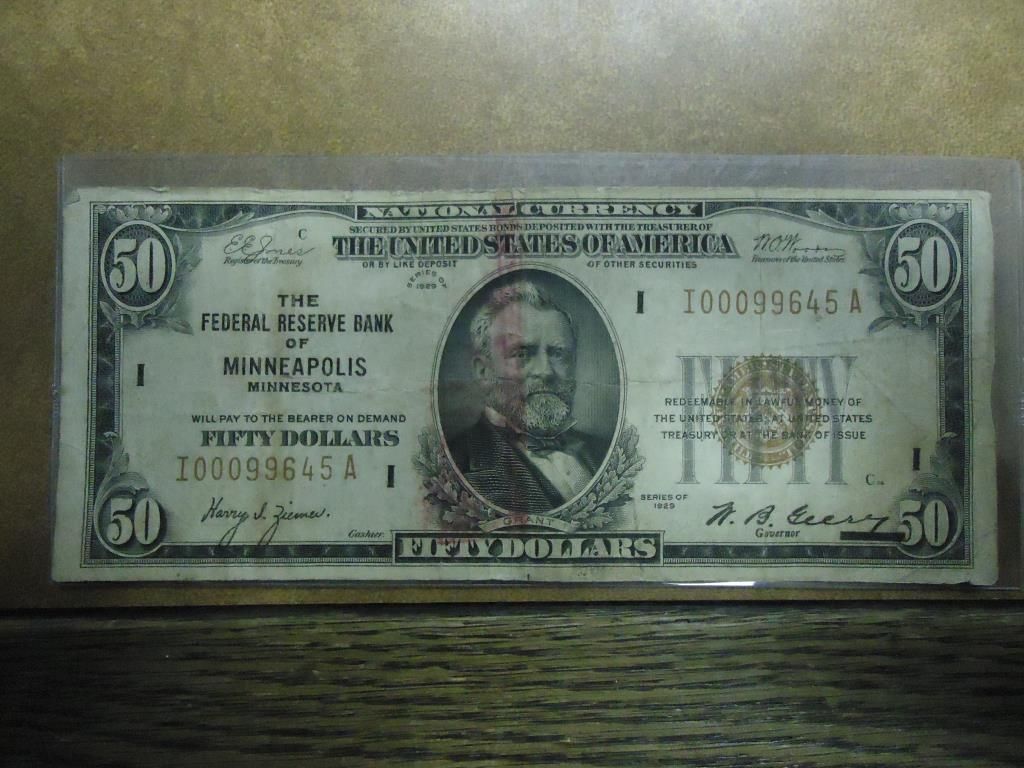 NATIONAL CURRENCY
SECURED BY UNITED STATES BONDS DEPOSITED WITH THE TREASURER OF
THE UNITED STATES OF AMERICA
OR BY LIKE DEPOSIT OF OTHER SECURITIES
50
C
E E Jones
Register of the Treasury
SERIES OF
1929
W.O. Woods
Treasurer of the United States
50
THE
FEDERAL RESERVE BANK
OF
MINNEAPOLIS
MINNESOTA
I
WILL PAY TO THE BEARER ON DEMAND
FIFTY DOLLARS
I00099645A
I
Harry I. Ziemer.
Cashier.
50
GRANT
FIFTY DOLLARS
I
I00099645A
FIFTY
REDEEMABLE IN LAWFUL MONEY OF
THE UNITED STATES AT UNITED STATES
TREASURY OR AT THE BANK OF ISSUE
I
C
SERIES OF
1929
W. B. Geery
Governor
50